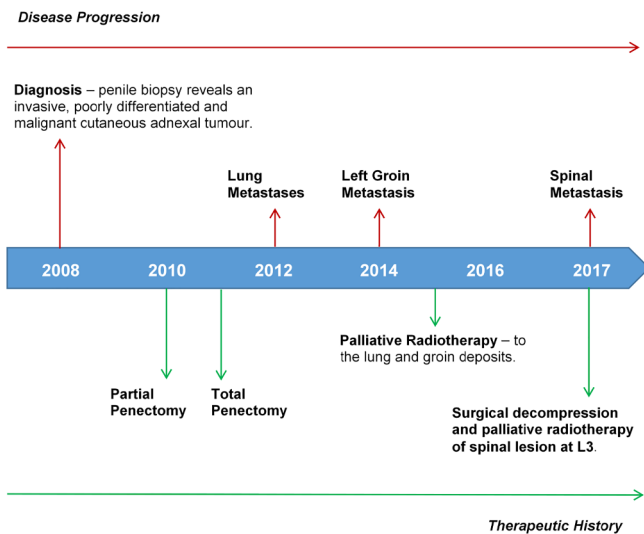 Disease Progression
Diagnosis – penile biopsy reveals an
invasive, poorly differentiated and
malignant cutaneous adnexal tumour.
Lung
Metastases
Left Groin
Metastasis
Spinal
Metastasis
2008
2010
2012
2014
2016
2017
Palliative Radiotherapy – to
the lung and groin deposits.
Partial
Penectomy
Total
Penectomy
Surgical decompression
and palliative radiotherapy
of spinal lesion at L3.
Therapeutic History